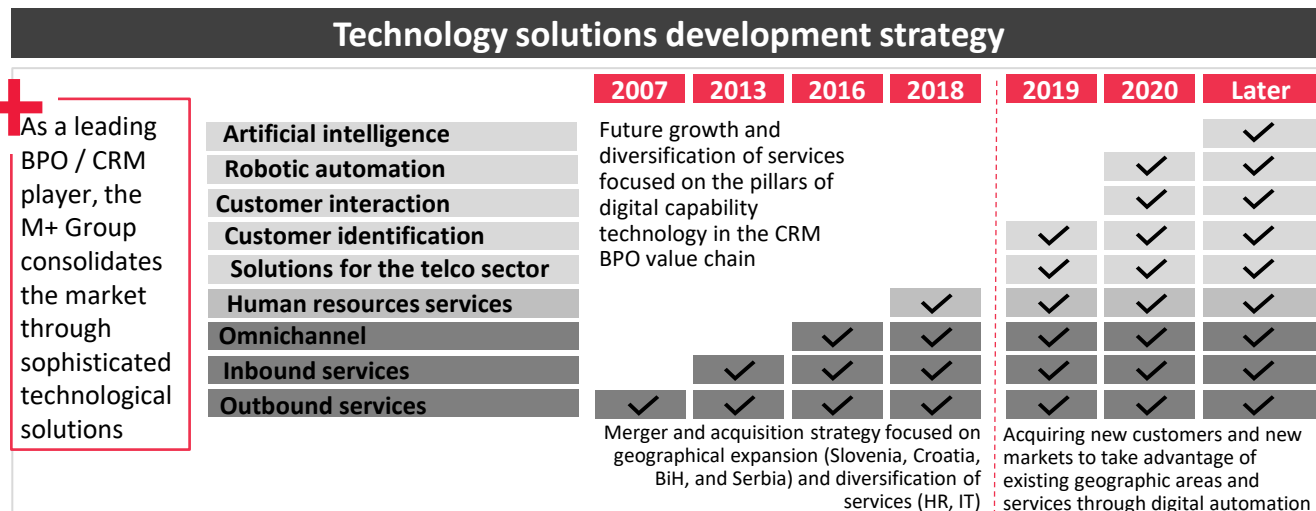 Technology solutions development strategy
2007 2013 2016 2018 2019 2020 Later
As a leading
BPO / CRM
player, the
M+ Group
consolidates
the market
through
sophisticated
technological
solutions
Artificial intelligence
Robotic automation
Customer interaction
Customer identification
Solutions for the telco sector
Human resources services
Omnichannel
Inbound services
Outbound services
Future growth and
diversification of services
focused on the pillars of
digital capability
technology in the CRM
BPO value chain
Merger and acquisition strategy focused on
geographical expansion (Slovenia, Croatia,
BiH, and Serbia) and diversification of
services (HR, IT)
Acquiring new customers and new
markets to take advantage of
existing geographic areas and
services through digital automation